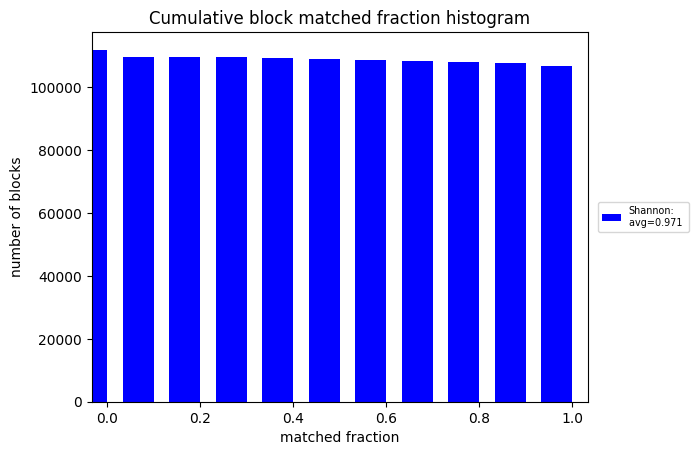 Cumulative block matched fraction histogram
number of blocks
100000
80000
60000
40000
20000
0
0.0 0.2 0.4 0.6 0.8 1.0
matched fraction
Shannon:
avg=0.971